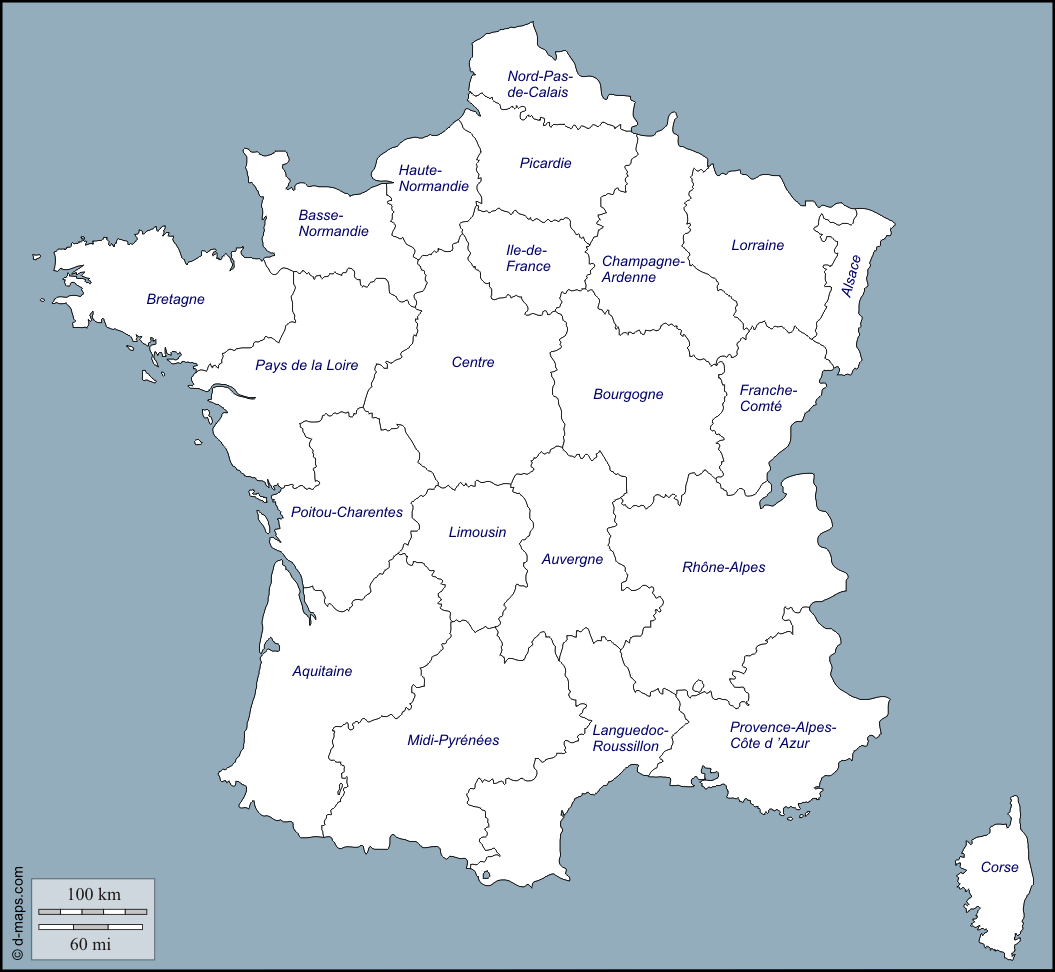 Nord-Pas-
de-Calais
Picardie
Haute-
Normandie
Basse-
Normandie
Ile-de-
France
Champagne-
Ardenne
Lorraine
Alsace
Bretagne
Pays de la Loire
Centre
Bourgogne
Franche-
Comté
Poitou-Charentes
Limousin
Auvergne
Rhône-Alpes
Aquitaine
Midi-Pyrénées
Languedoc-
Roussillon
Provence-Alpes-
Côte d 'Azur
Corse
100 km
60 mi
© d-maps.com